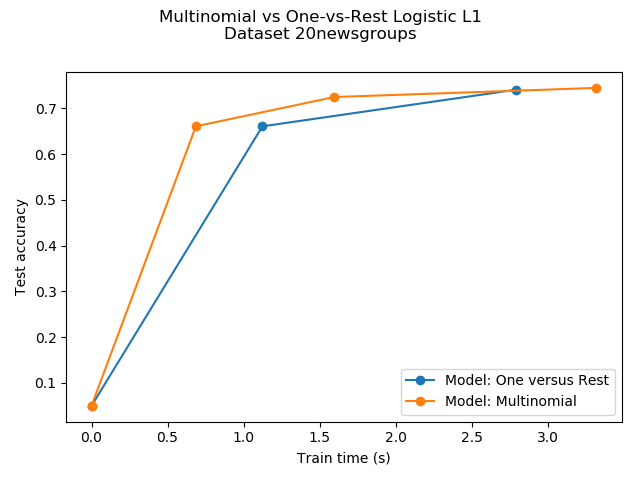 Multinomial vs One-vs-Rest Logistic L1
Dataset 20newsgroups
Test accuracy
0.7
0.6
0.5
0.4
0.3
0.2
0.1
Model: One versus Rest
Model: Multinomial
0.0 0.5 1.0 1.5 2.0 2.5 3.0
Train time (s)